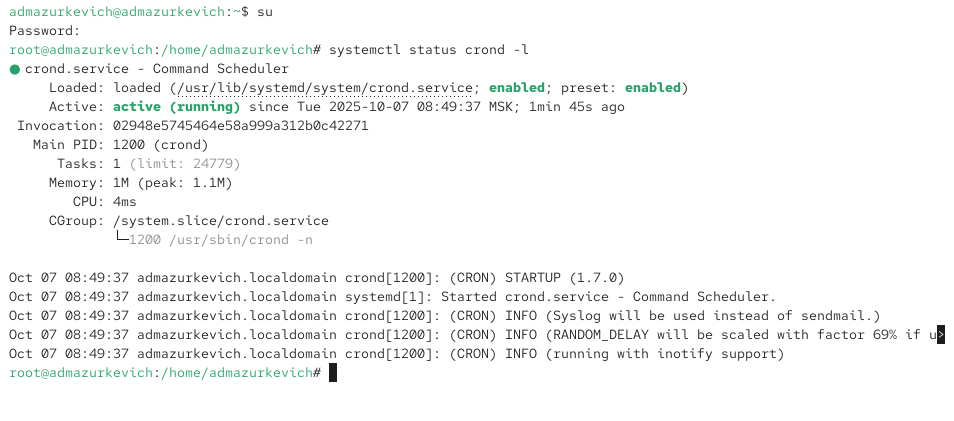 admazurkevich@admazurkevich:~$ su
Password:
root@admazurkevich:/home/admazurkevich# systemctl status crond -l
● crond.service - Command Scheduler
     Loaded: loaded (/usr/lib/systemd/system/crond.service; enabled; preset: enabled)
     Active: active (running) since Tue 2025-10-07 08:49:37 MSK; 1min 45s ago
 Invocation: 02948e5745464e58a999a312b0c42271
   Main PID: 1200 (crond)
      Tasks: 1 (limit: 24779)
     Memory: 1M (peak: 1.1M)
        CPU: 4ms
     CGroup: /system.slice/crond.service
             └─1200 /usr/sbin/crond -n

Oct 07 08:49:37 admazurkevich.localdomain crond[1200]: (CRON) STARTUP (1.7.0)
Oct 07 08:49:37 admazurkevich.localdomain systemd[1]: Started crond.service - Command Scheduler.
Oct 07 08:49:37 admazurkevich.localdomain crond[1200]: (CRON) INFO (Syslog will be used instead of sendmail.)
Oct 07 08:49:37 admazurkevich.localdomain crond[1200]: (CRON) INFO (RANDOM_DELAY will be scaled with factor 69% if u>
Oct 07 08:49:37 admazurkevich.localdomain crond[1200]: (CRON) INFO (running with inotify support)
root@admazurkevich:/home/admazurkevich#